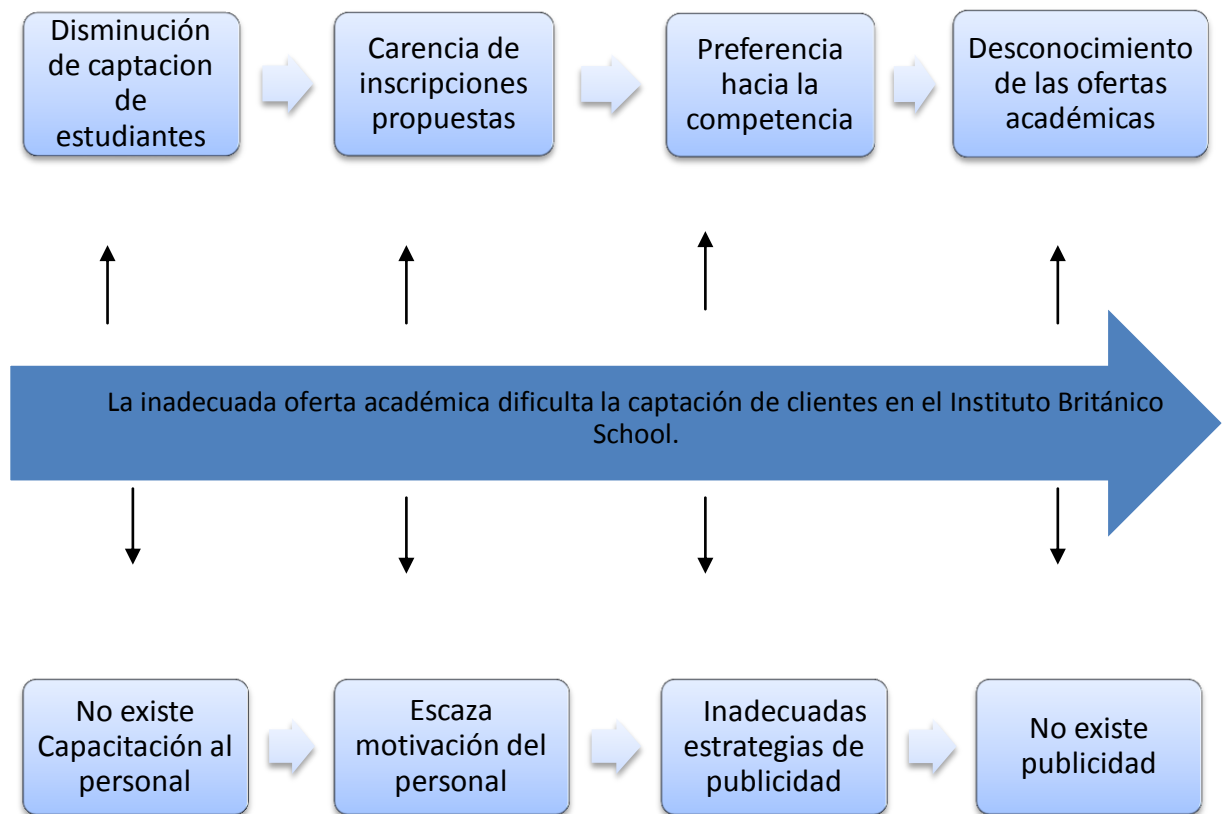 Disminución
de captacion
de
estudiantes
Carencia de
inscripciones
propuestas
Preferencia
hacia la
competencia
Desconocimiento
de las ofertas
académicas
La inadecuada oferta académica dificulta la captación de clientes en el Instituto Británico
School.
No existe
Capacitación al
personal
Escaza
motivación del
personal
Inadecuadas
estrategias de
publicidad
No existe
publicidad